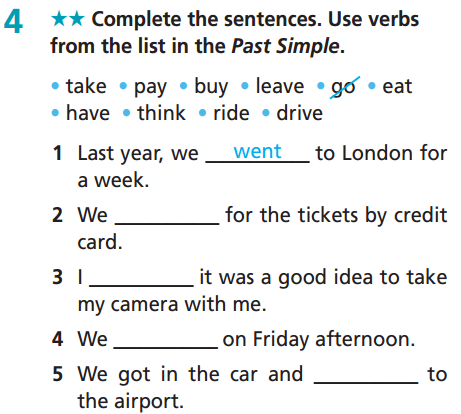 4 ★★ Complete the sentences. Use verbs
from the list in the Past Simple.
• take • pay • buy • leave • go • eat
• have • think • ride • drive
1 Last year, we __went__ to London for
a week.
2 We __________ for the tickets by credit
card.
3 I __________ it was a good idea to take
my camera with me.
4 We __________ on Friday afternoon.
5 We got in the car and __________ to
the airport.